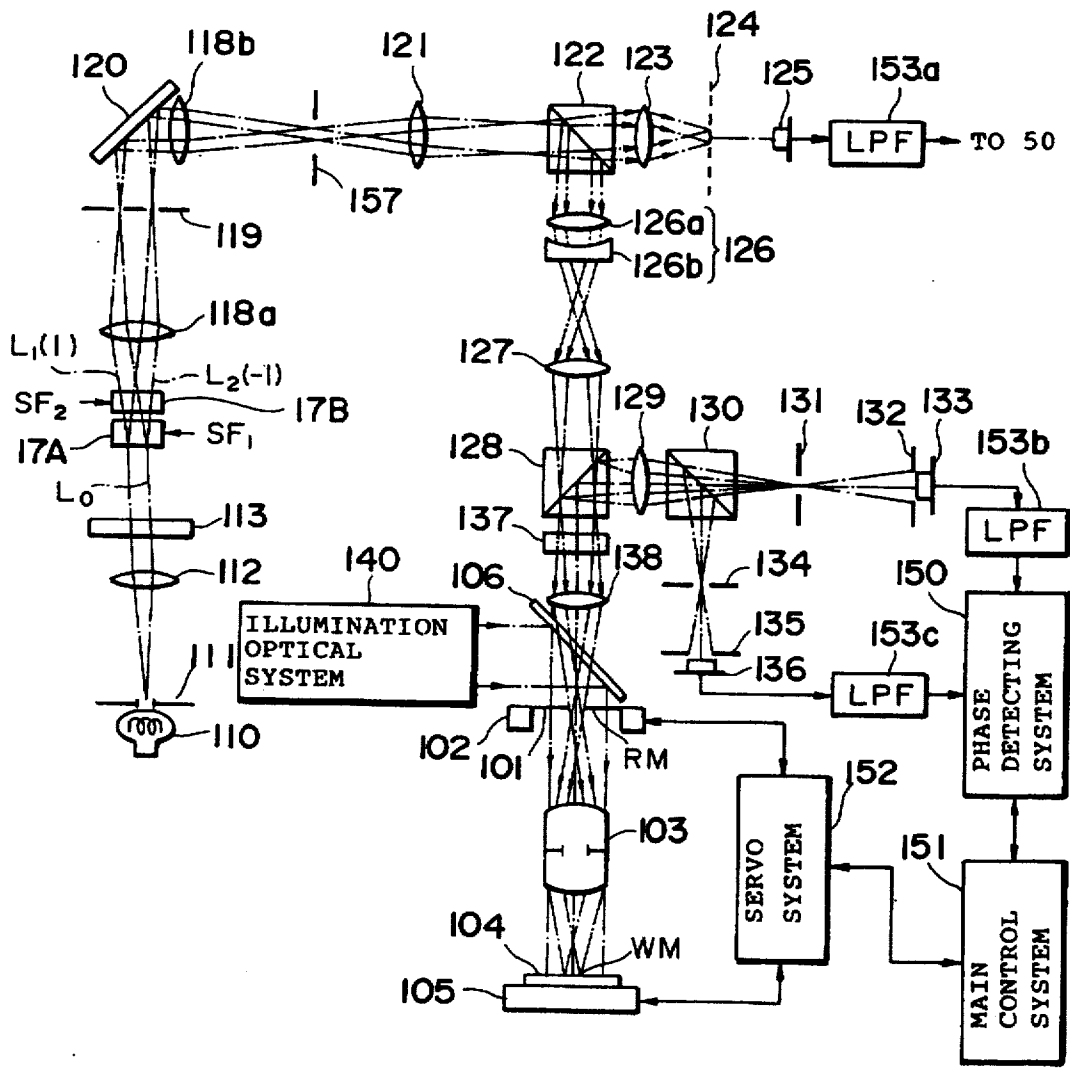 124
118b
121
122
123
125
153a
120
LPF
TO 50
157
126a
126b
126
119
118a
L₁(1)
L₂(-1)
127
SF₂
17B
17A
SF₁
129
130
131
132
133
153b
128
L₀
LPF
113
137
112
106
138
134
150
140
ILLUMINATION
OPTICAL
SYSTEM
135
153c
111
136
LPF
PHASE
DETECTING
SYSTEM
110
102
101
RM
152
103
SERVO
SYSTEM
151
104
WM
105
MAIN
CONTROL
SYSTEM